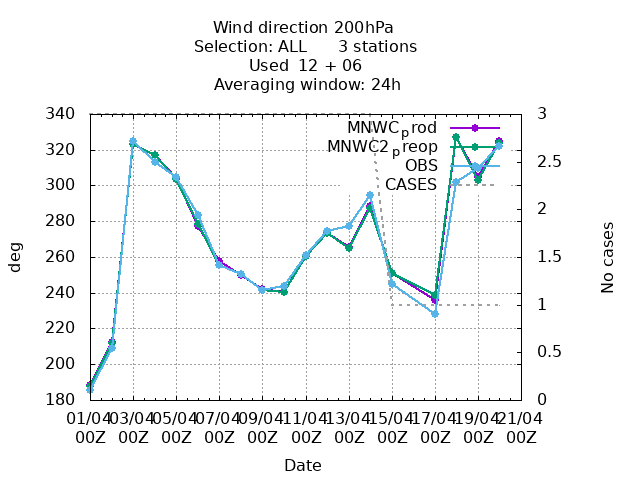 Wind direction 200hPa
Selection: ALL      3 stations
Used  12 + 06
Averaging window: 24h
340
320
300
280
260
240
220
200
180
deg
3
2.5
2
1.5
1
0.5
0
No cases
MNWC_prod
MNWC2_preop
OBS
CASES
01/04 03/04 05/04 07/04 09/04 11/04 13/04 15/04 17/04 19/04 21/04
00Z 00Z 00Z 00Z 00Z 00Z 00Z 00Z 00Z 00Z 00Z
Date